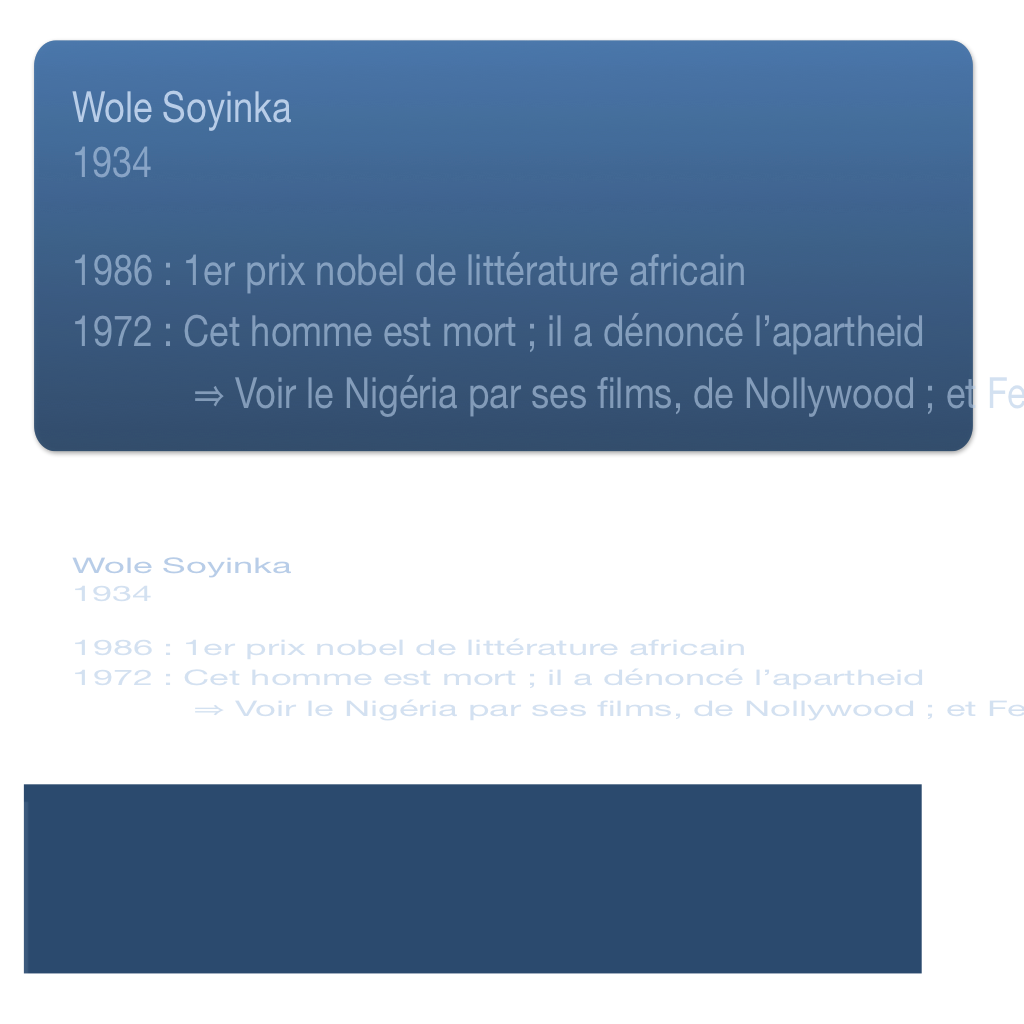 Wole Soyinka
1934
1986 : 1er prix nobel de littérature africain
1972 : Cet homme est mort ; il a dénoncé l’apartheid
⇒ Voir le Nigéria par ses films, de Nollywood ; et Fe
Wole Soyinka
1934
1986 : 1er prix nobel de littérature africain
1972 : Cet homme est mort ; il a dénoncé l’apartheid
⇒ Voir le Nigéria par ses films, de Nollywood ; et Fe